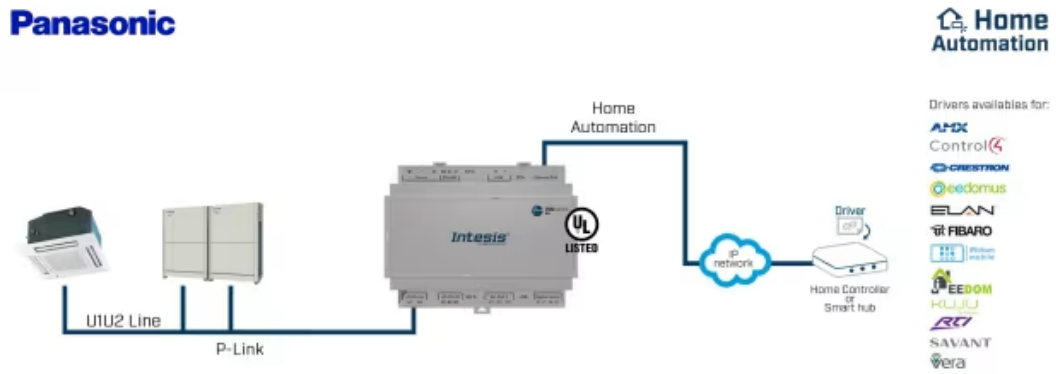 Panasonic
Home
Automation
Home
Automation
Drivers availables for:
AMX
Control4
CRESTRON
eedomus
ELAN
FIBARO
JEEDOM
KUJU
RTI
SAVANT
vera
Intesis
UL
LISTED
Driver
IP
network
Home Controller
or
Smart hub
U1U2 Line
P-Link